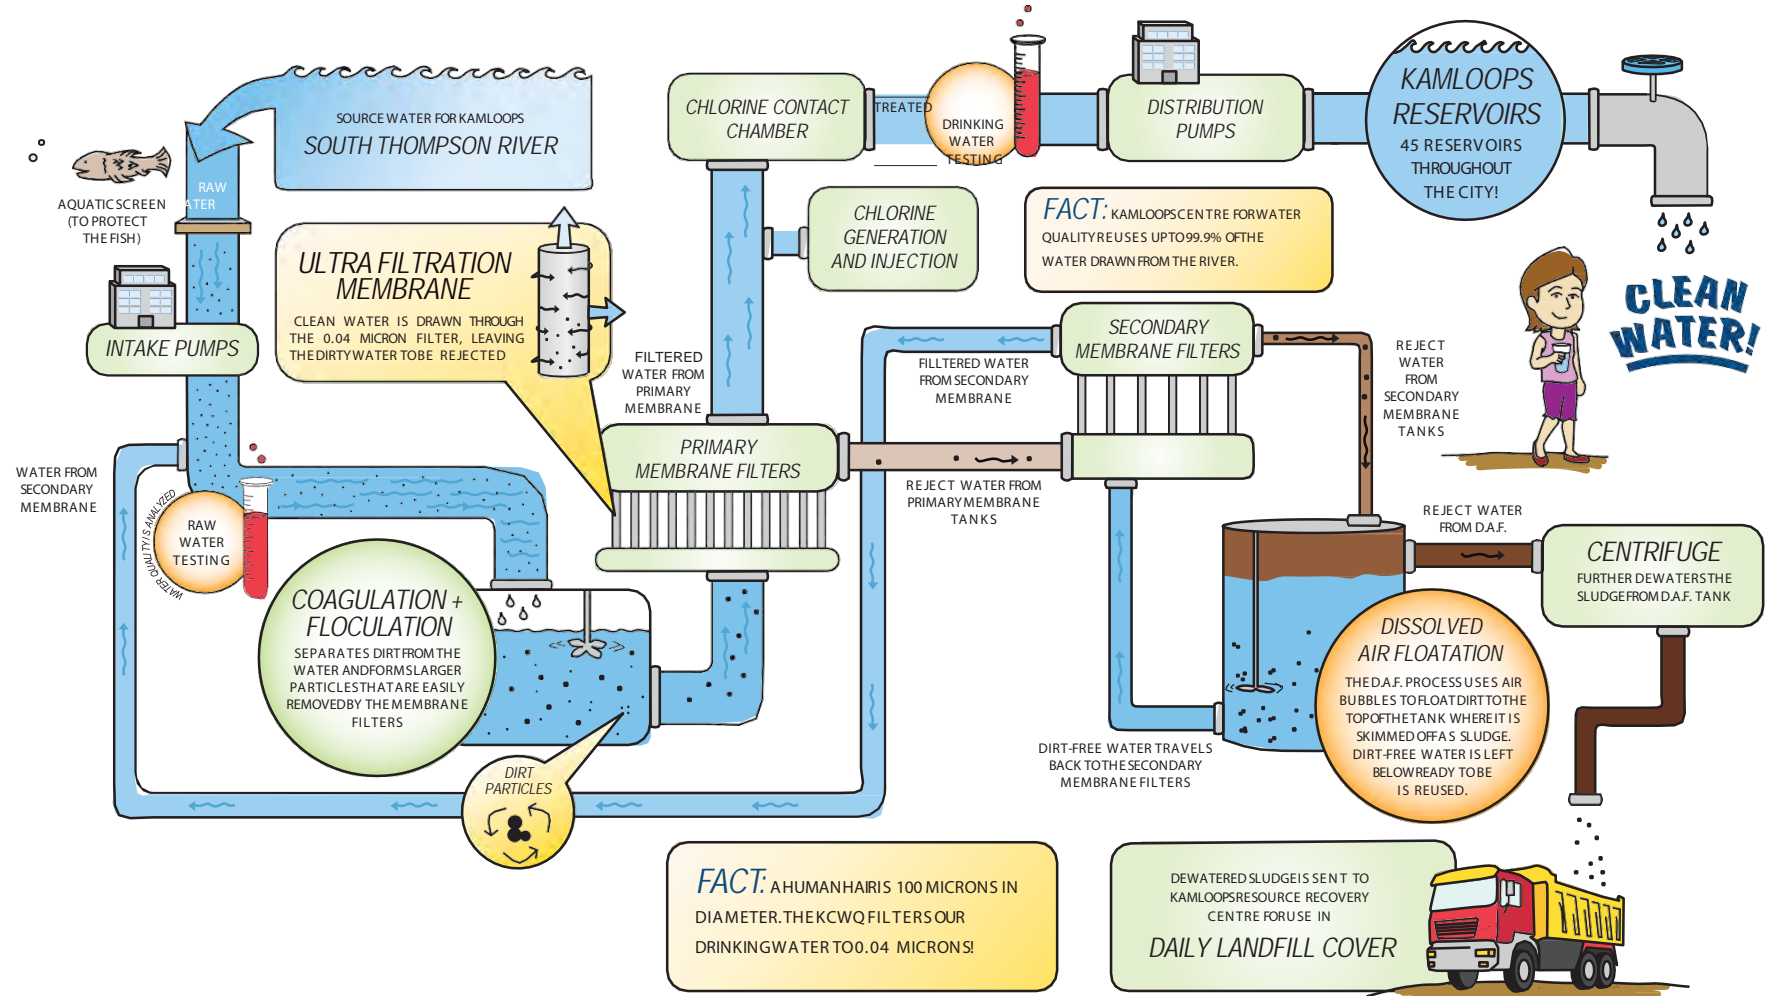 SOURCE WATER FOR KAMLOOPS
SOUTH THOMPSON RIVER
RAW
ATER
AQUATIC SCREEN
(TO PROTECT
THE FISH)
INTAKE PUMPS
ULTRA FILTRATION
MEMBRANE
CLEAN WATER IS DRAWN THROUGH
THE 0.04 MICRON FILTER, LEAVING
THE DIRTY WATER TO BE REJECTED
WATER FROM
SECONDARY
MEMBRANE
WATER QUALITY IS ANALYZED
RAW
WATER
TESTING
COAGULATION +
FLOCULATION
SEPARATES DIRT FROM THE
WATER AND FORMS LARGER
PARTICLES THAT ARE EASILY
REMOVED BY THE MEMBRANE
FILTERS
DIRT
PARTICLES
FILTERED
WATER FROM
PRIMARY
MEMBRANE
PRIMARY
MEMBRANE FILTERS
CHLORINE CONTACT
CHAMBER
TREATED
DRINKING
WATER
TESTING
DISTRIBUTION
PUMPS
KAMLOOPS
RESERVOIRS
45 RESERVOIRS
THROUGHOUT
THE CITY!
CHLORINE
GENERATION
AND INJECTION
FACT: KAMLOOPS CENTRE FOR WATER
QUALITY REUSES UP TO 99.9% OF THE
WATER DRAWN FROM THE RIVER.
CLEAN
WATER!
FILLTERED WATER
FROM SECONDARY
MEMBRANE
SECONDARY
MEMBRANE FILTERS
REJECT
WATER
FROM
SECONDARY
MEMBRANE
TANKS
REJECT WATER FROM
PRIMARY MEMBRANE
TANKS
REJECT WATER
FROM D.A.F.
CENTRIFUGE
FURTHER DEWATERS THE
SLUDGE FROM D.A.F. TANK
DISSOLVED
AIR FLOATATION
THE D.A.F. PROCESS USES AIR
BUBBLES TO FLOAT DIRT TO THE
TOP OF THE TANK WHERE IT IS
SKIMMED OFF AS SLUDGE.
DIRT-FREE WATER IS LEFT
BELOW READY TO BE
IS REUSED.
DIRT-FREE WATER TRAVELS
BACK TO THE SECONDARY
MEMBRANE FILTERS
FACT: A HUMAN HAIR IS 100 MICRONS IN
DIAMETER. THE KCWQ FILTERS OUR
DRINKING WATER TO 0.04 MICRONS!
DEWATERED SLUDGE IS SENT TO
KAMLOOPS RESOURCE RECOVERY
CENTRE FOR USE IN
DAILY LANDFILL COVER